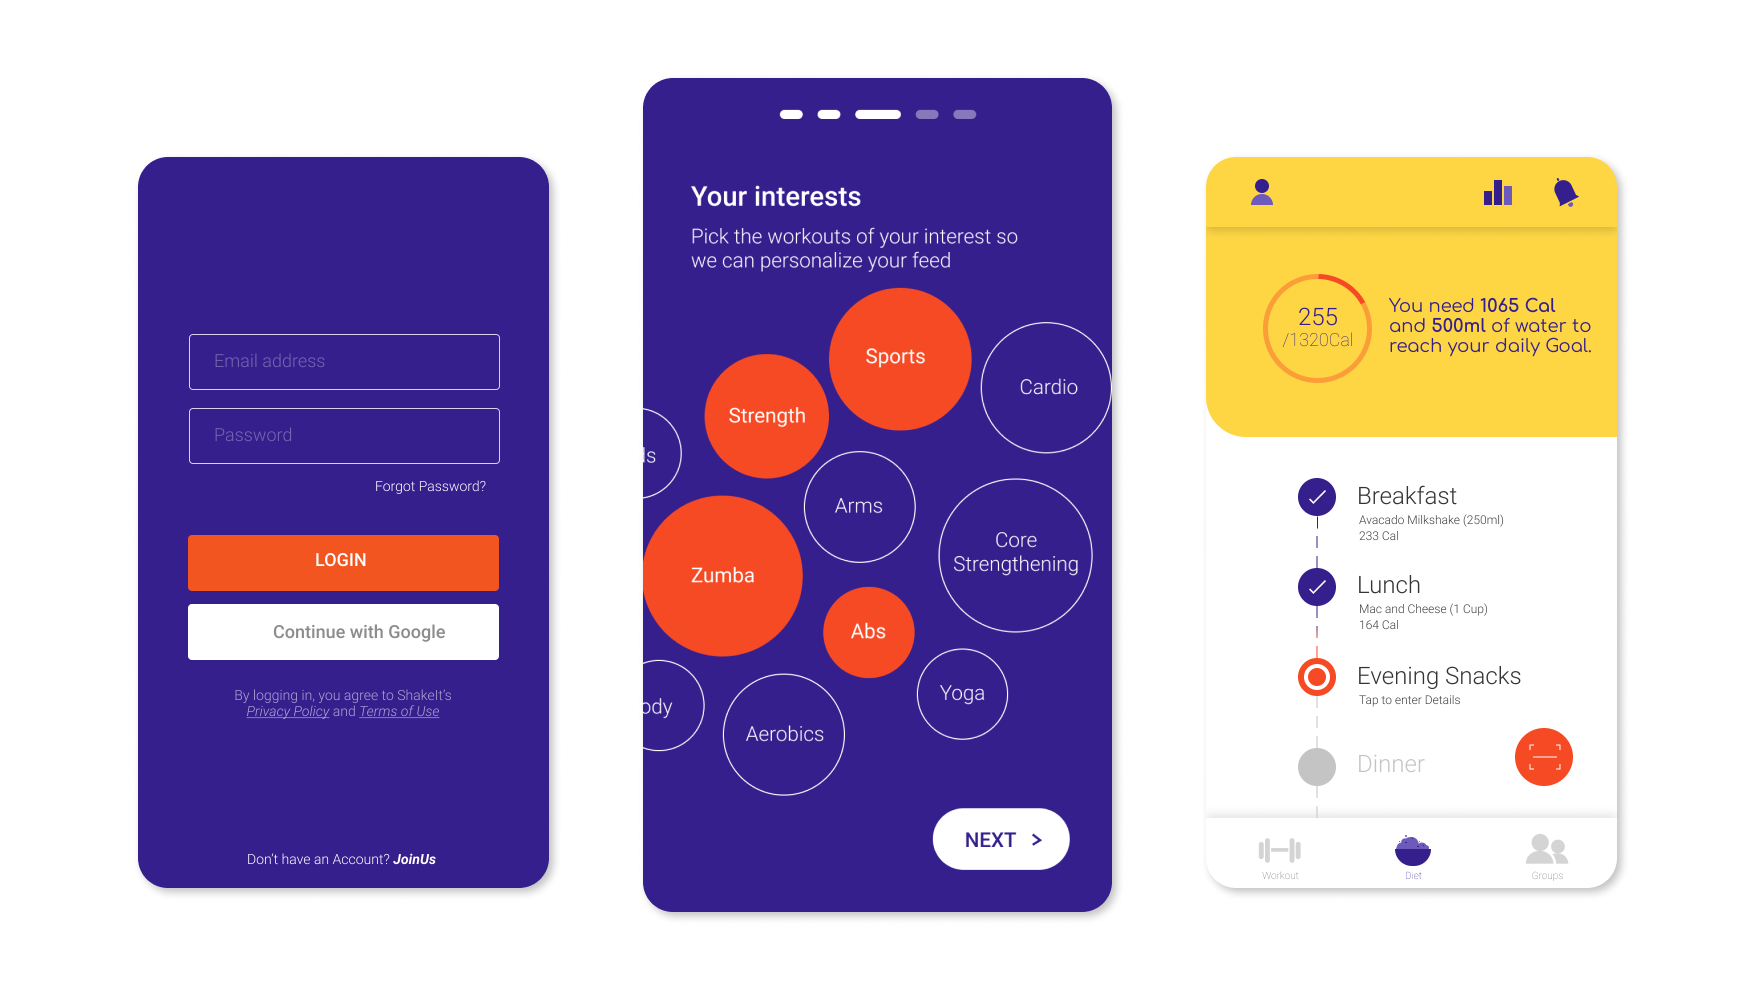 Email address
Password
Forgot Password?
LOGIN
Continue with Google
By logging in, you agree to ShakeIt's
Privacy Policy and Terms of Use
Don't have an Account? JoinUs
Your interests
Pick the workouts of your interest so
we can personalize your feed
Sports
Cardio
Strength
ls
Arms
Core
Strengthening
Zumba
Abs
Yoga
ody
Aerobics
NEXT >
255
/1320Cal
You need 1065 Cal
and 500ml of water to
reach your daily Goal.
Breakfast
Avacado Milkshake (250ml)
233 Cal
Lunch
Mac and Cheese (1 Cup)
164 Cal
Evening Snacks
Tap to enter Details
Dinner
Workout
Diet
Groups